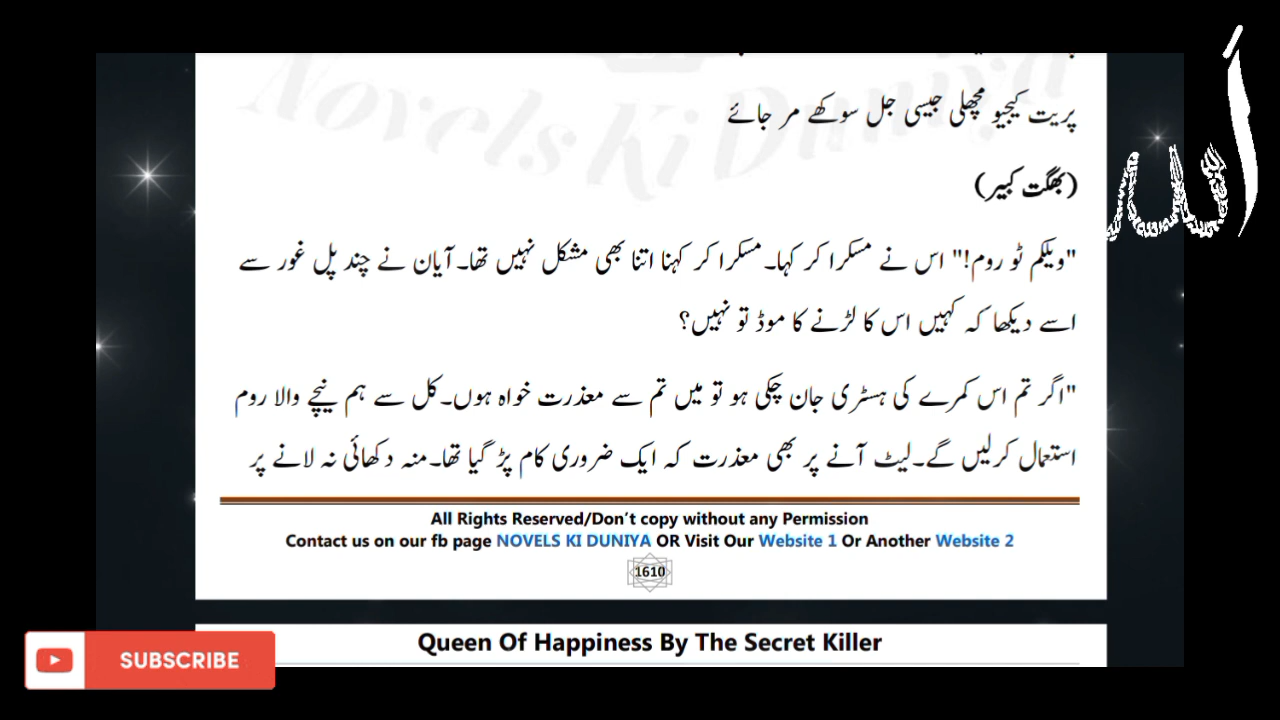 Novels Ki Duniya
الله
پریت کیجیو مچھلی جیسی جل سوکھے مر جائے
(بھگت کبیر)
"ویلکم ٹو روم!" اس نے مسکرا کر کہا۔مسکرا کر کہنا اتنا بھی مشکل نہیں تھا۔آیان نے چند پل غور سے
اسے دیکھا کہ کہیں اس کا لڑنے کا موڈ تو نہیں؟
"اگر تم اس کمرے کی ہسٹری جان چکی ہو تو میں تم سے معذرت خواہ ہوں۔کل سے ہم نیچے والا روم
استعمال کرلیں گے۔لیٹ آنے پر بھی معذرت کہ ایک ضروری کام پڑ گیا تھا۔منہ دکھائی نہ لانے پر
All Rights Reserved/Don't copy without any Permission
Contact us on our fb page NOVELS KI DUNIYA OR Visit Our Website 1 Or Another Website 2
1610
Queen Of Happiness By The Secret Killer
SUBSCRIBE